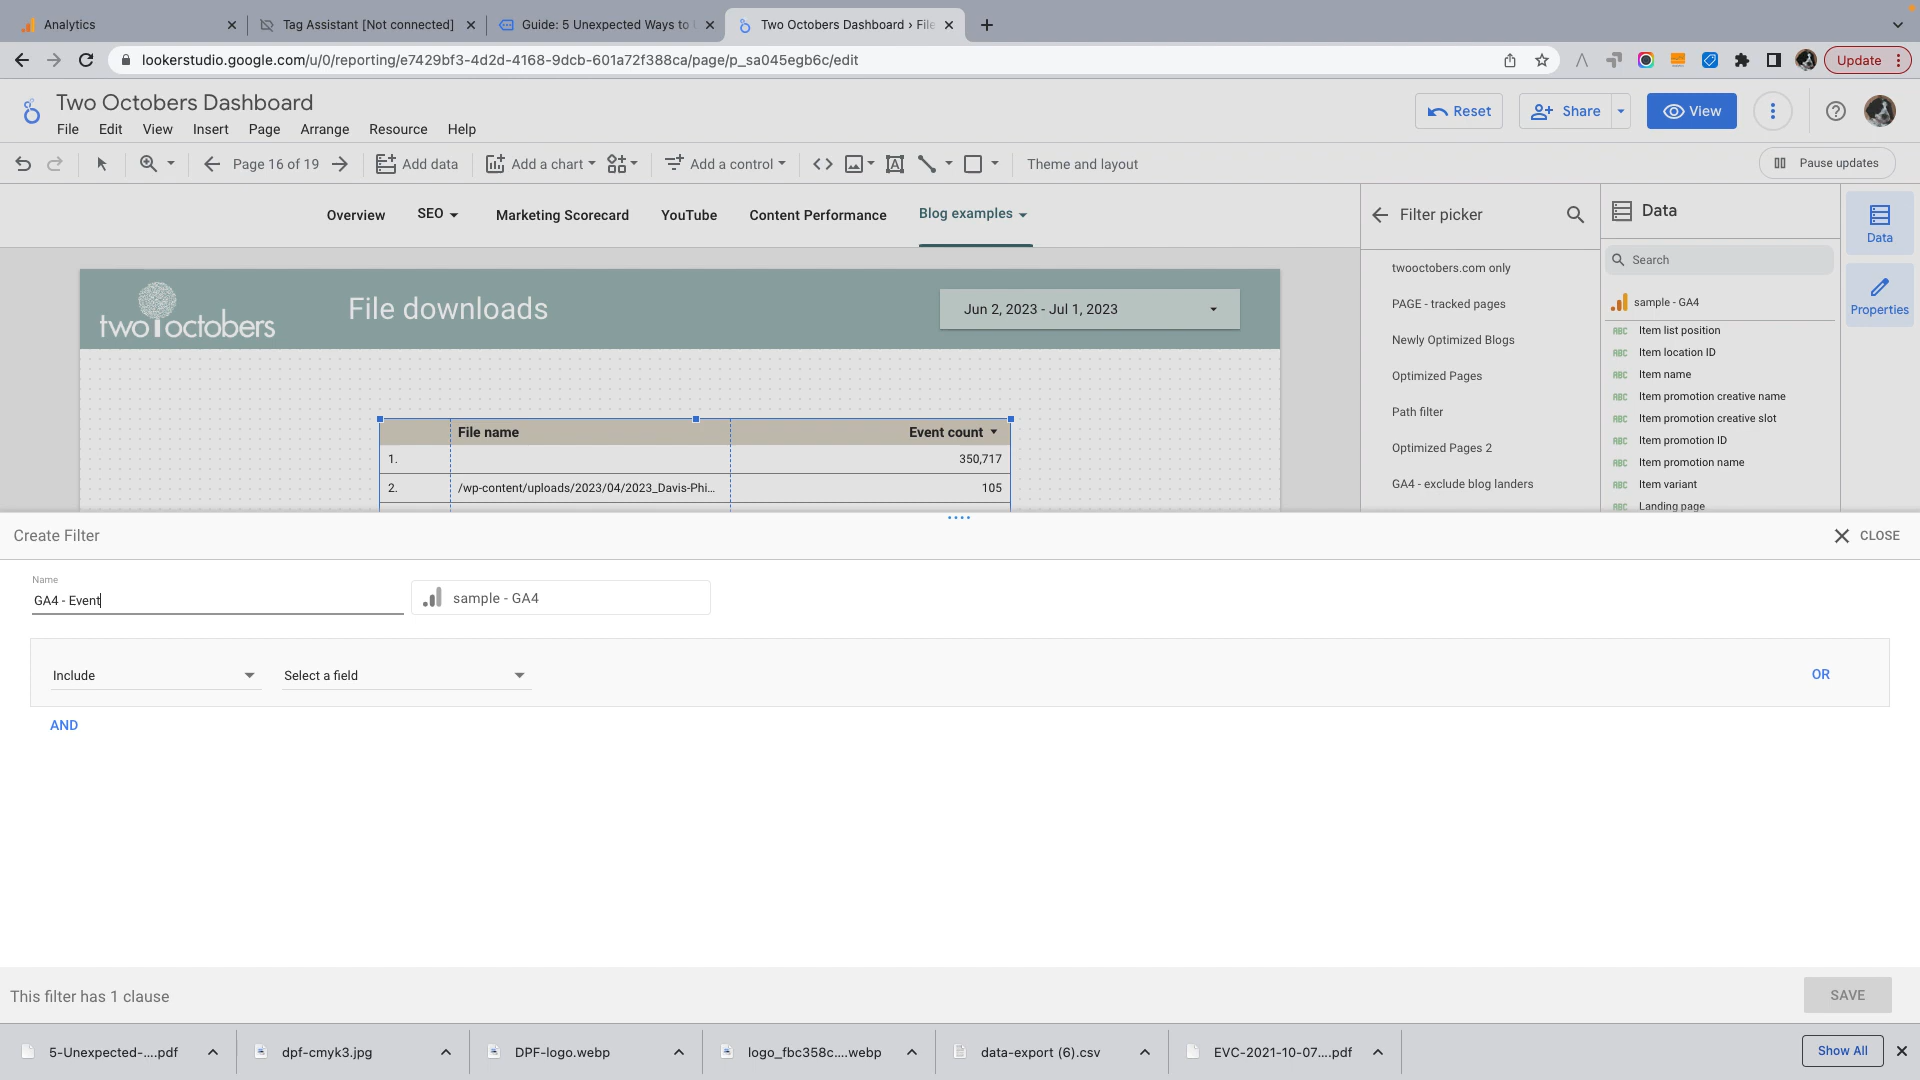 Analytics
Tag Assistant [Not connected]
Guide: 5 Unexpected Ways to
Two Octobers Dashboard › File
lookerstudio.google.com/u/0/reporting/e7429bf3-4d2d-4168-9dcb-601a72f388ca/page/p_sa045egb6c/edit
Update
Two Octobers Dashboard
File Edit View Insert Page Arrange Resource Help
Reset
Share
View
Page 16 of 19
Add data
Add a chart
Add a control
Theme and layout
Pause updates
Overview
SEO
Marketing Scorecard
YouTube
Content Performance
Blog examples
two octobers
File downloads
Jun 2, 2023 - Jul 1, 2023
File name Event count
1. 350,717
2. /wp-content/uploads/2023/04/2023_Davis-Phi... 105
Filter picker
twooctobers.com only
PAGE - tracked pages
Newly Optimized Blogs
Optimized Pages
Path filter
Optimized Pages 2
GA4 - exclude blog landers
Data
Search
sample - GA4
ABC Item list position
ABC Item location ID
ABC Item name
ABC Item promotion creative name
ABC Item promotion creative slot
ABC Item promotion ID
ABC Item promotion name
ABC Item variant
ABC Landing page
Data
Properties
Create Filter
CLOSE
Name
GA4 - Event
sample - GA4
Include
Select a field
OR
AND
This filter has 1 clause
SAVE
5-Unexpected-....pdf
dpf-cmyk3.jpg
DPF-logo.webp
logo_fbc358c....webp
data-export (6).csv
EVC-2021-10-07....pdf
Show All